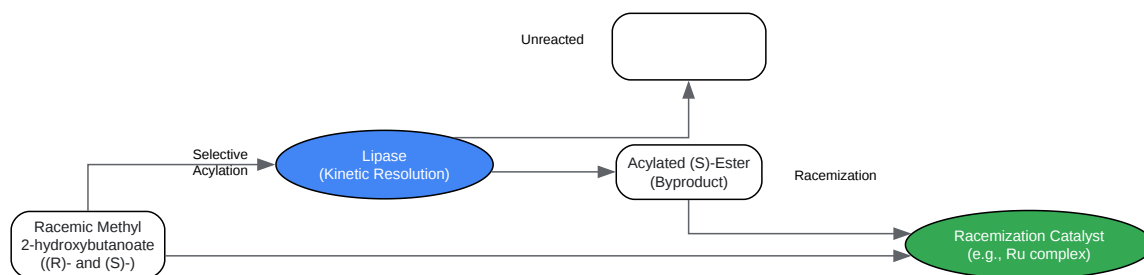 Unreacted
Selective
Acylation
Lipase
(Kinetic Resolution)
Acylated (S)-Ester
(Byproduct)
Racemization
Racemic Methyl
2-hydroxybutanoate
((R)- and (S)-)
Racemization Catalyst
(e.g., Ru complex)